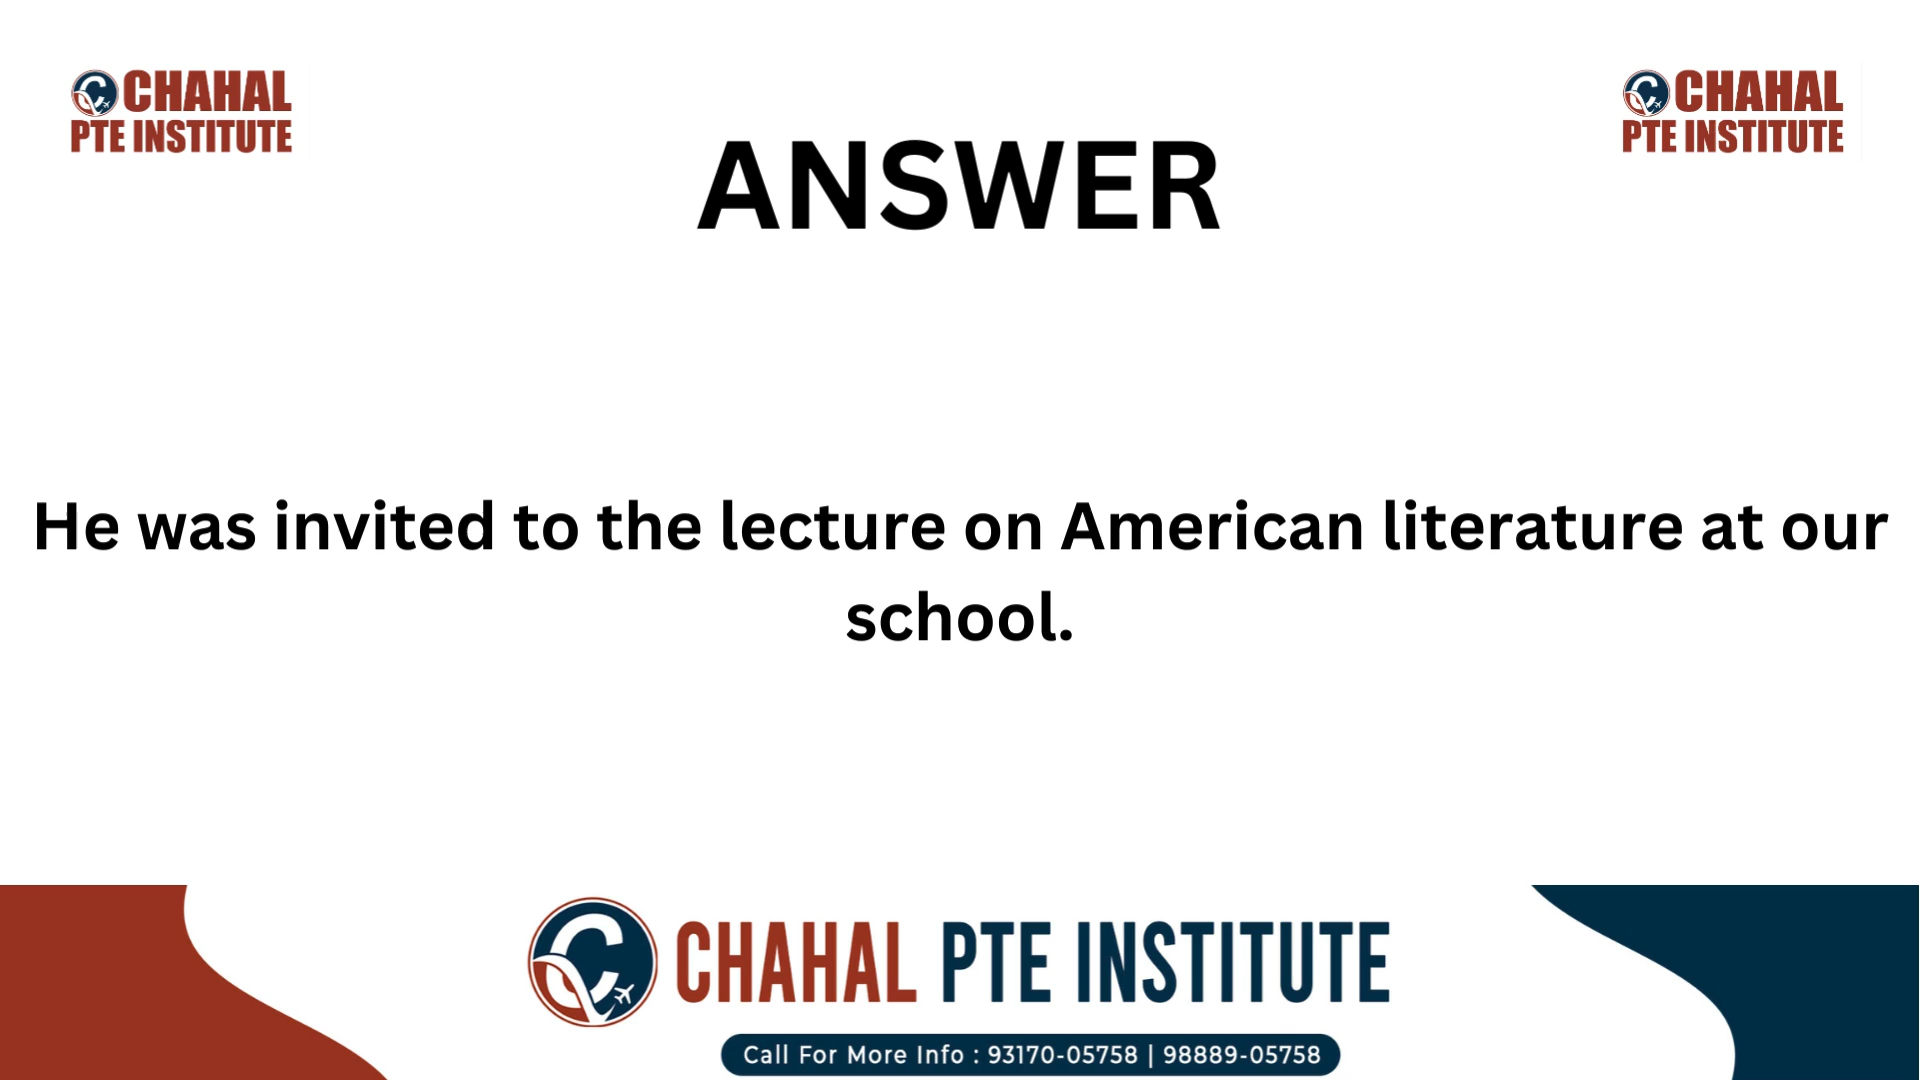 CHAHAL
PTE INSTITUTE
CHAHAL
PTE INSTITUTE
ANSWER
He was invited to the lecture on American literature at our
school.
CHAHAL PTE INSTITUTE
Call For More Info : 93170-05758 | 98889-05758